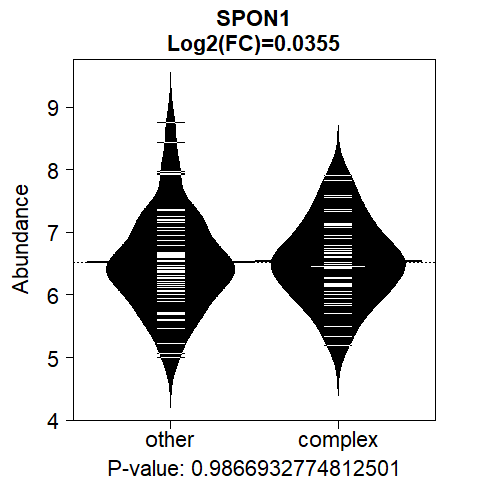 SPON1
Log2(FC)=0.0355
Abundance
9
8
7
6
5
4
other complex
P-value: 0.9866932774812501